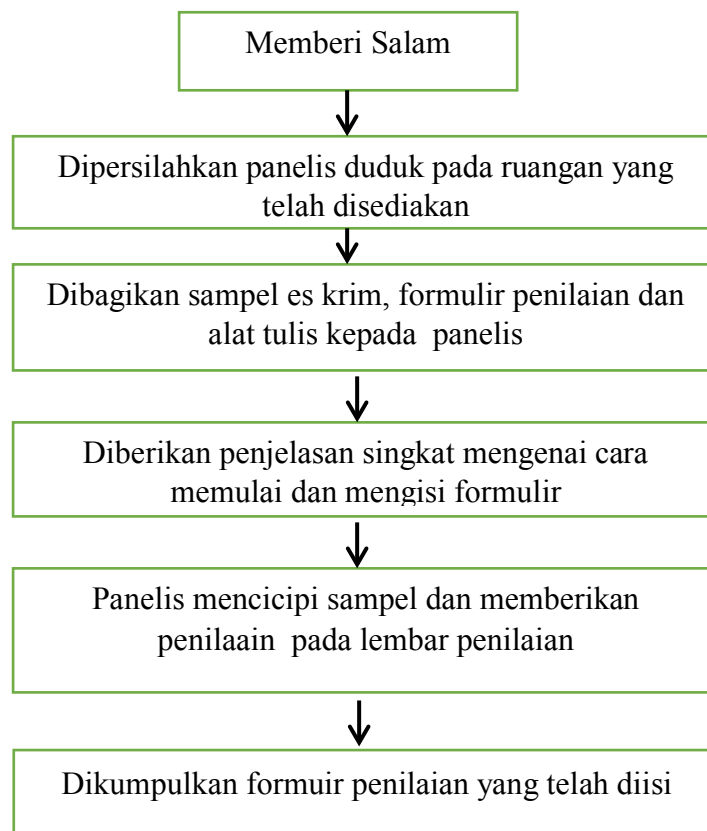 Memberi Salam
Dipersilahkan panelis duduk pada ruangan yang
telah disediakan
Dibagikan sampel es krim, formulir penilaian dan
alat tulis kepada  panelis
Diberikan penjelasan singkat mengenai cara
memulai dan mengisi formulir
Panelis mencicipi sampel dan memberikan
penilaain  pada lembar penilaian
Dikumpulkan formuir penilaian yang telah diisi